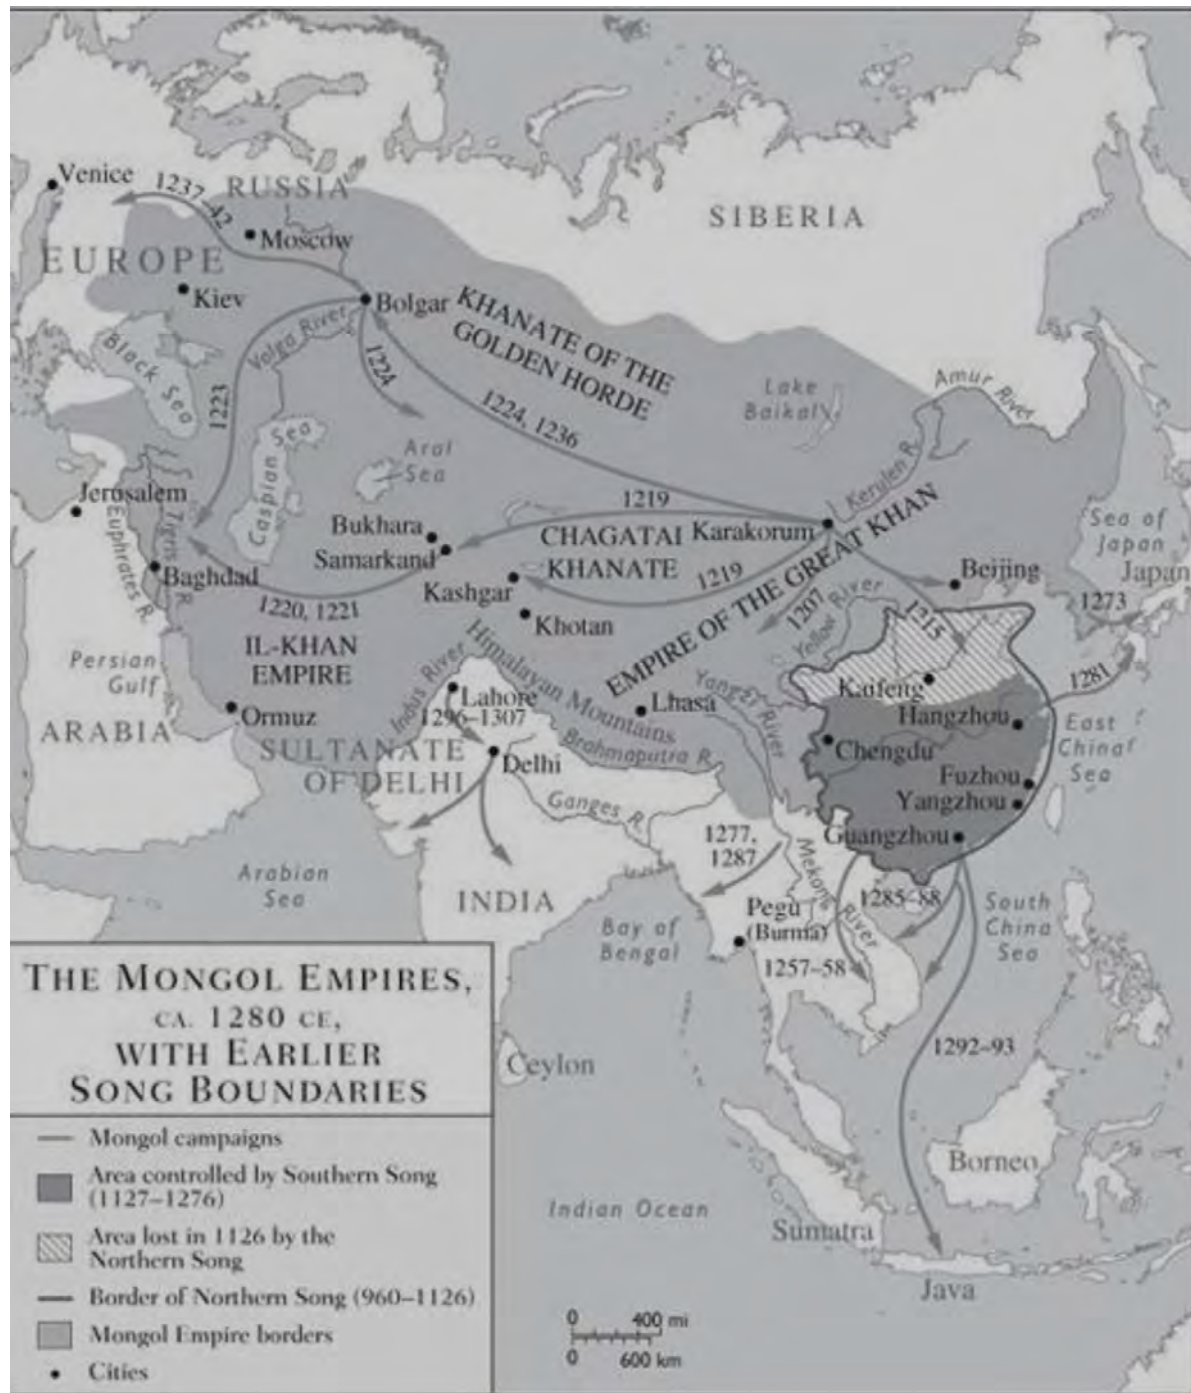 Venice
1237–42
RUSSIA
SIBERIA
Moscow
EUROPE
Kiev
Bolgar
KHANATE OF THE
GOLDEN HORDE
Volga River
Black Sea
1224
1223
1224, 1236
Lake
Baikal
Amur River
Caspian Sea
Aral
Sea
Kerulen R.
Jerusalem
1219
Bukhara
Samarkand
CHAGATAI
KHANATE
Karakorum
Sea of
Japan
Japan
Euphrates R.
Tigris R
Baghdad
Kashgar
1219
EMPIRE OF THE GREAT KHAN
Beijing
1220, 1221
Khotan
1207
Yellow River
1215
1273
IL-KHAN
EMPIRE
Persian
Gulf
Indus River
Himalayan Mountains
Lahore
1296–1307
Lhasa
Yangzi River
Kaifeng
1281
Ormuz
ARABIA
SULTANATE
OF DELHI
Delhi
Brahmaputra R.
Hangzhou
Chengdu
East
China
Sea
Fuzhou
Yangzhou
Ganges R.
Guangzhou
1277,
1287
Mekong River
Arabian
Sea
INDIA
1285–88
South
China
Sea
Bay of
Bengal
Pegu
(Burma)
1257–58
1292–93
Ceylon
Borneo
Indian Ocean
Sumatra
Java
0 400 mi
0 600 km
THE MONGOL EMPIRES,
CA. 1280 CE,
WITH EARLIER
SONG BOUNDARIES
Mongol campaigns
Area controlled by Southern Song
(1127–1276)
Area lost in 1126 by the
Northern Song
Border of Northern Song (960–1126)
Mongol Empire borders
Cities